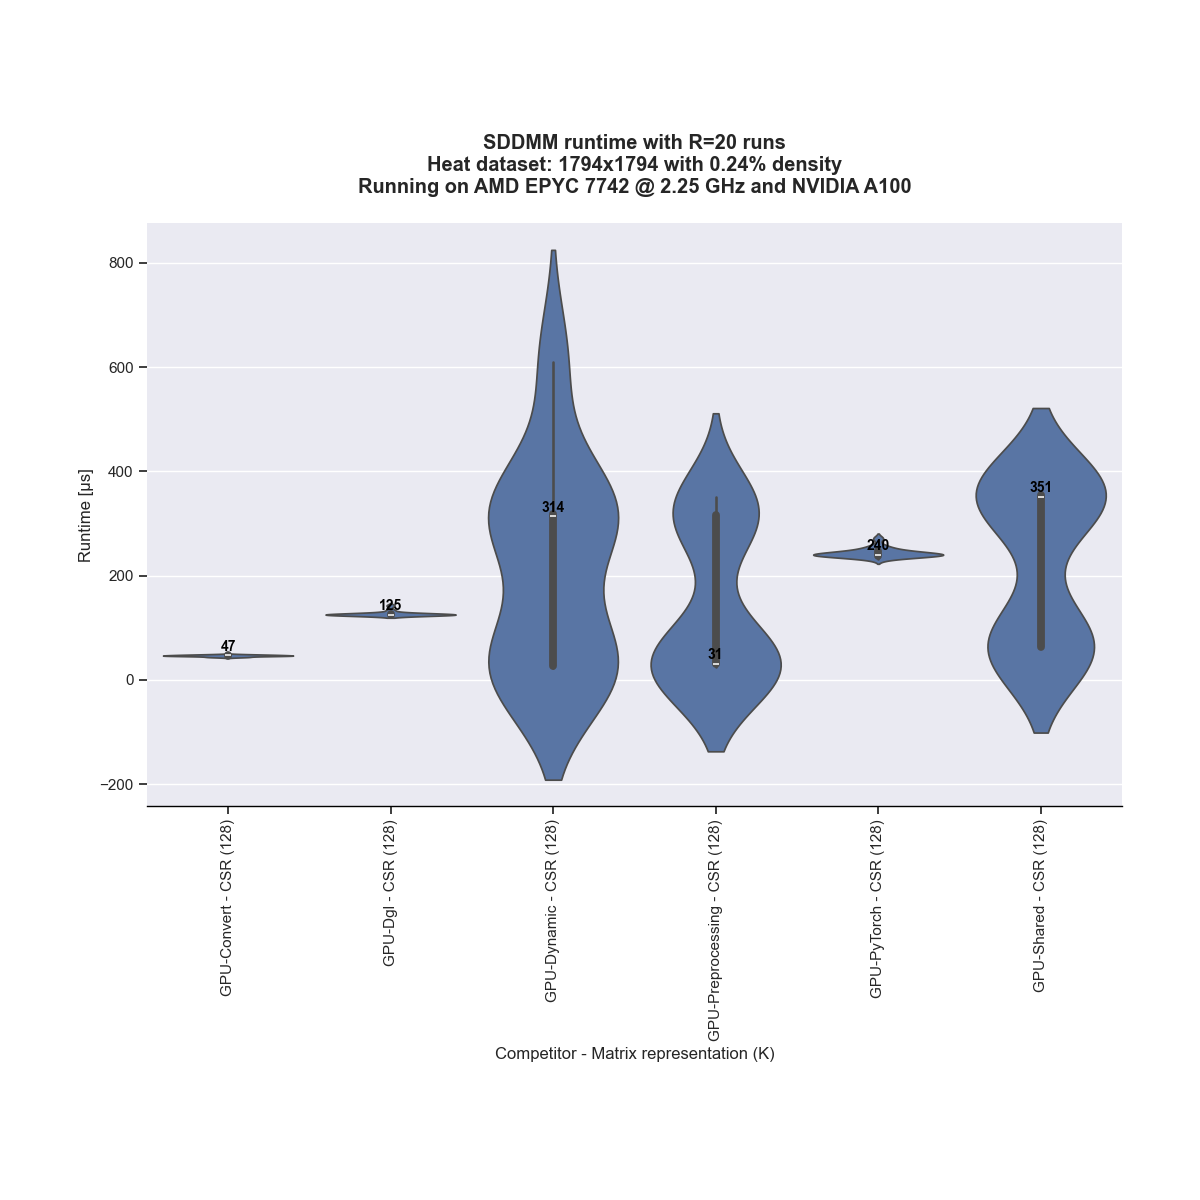 SDDMM runtime with R=20 runs
Heat dataset: 1794x1794 with 0.24% density
Running on AMD EPYC 7742 @ 2.25 GHz and NVIDIA A100
Runtime [µs]
800
600
400
200
0
−200
47
125
314
31
240
351
GPU-Convert - CSR (128)
GPU-Dgl - CSR (128)
GPU-Dynamic - CSR (128)
GPU-Preprocessing - CSR (128)
GPU-PyTorch - CSR (128)
GPU-Shared - CSR (128)
Competitor - Matrix representation (K)